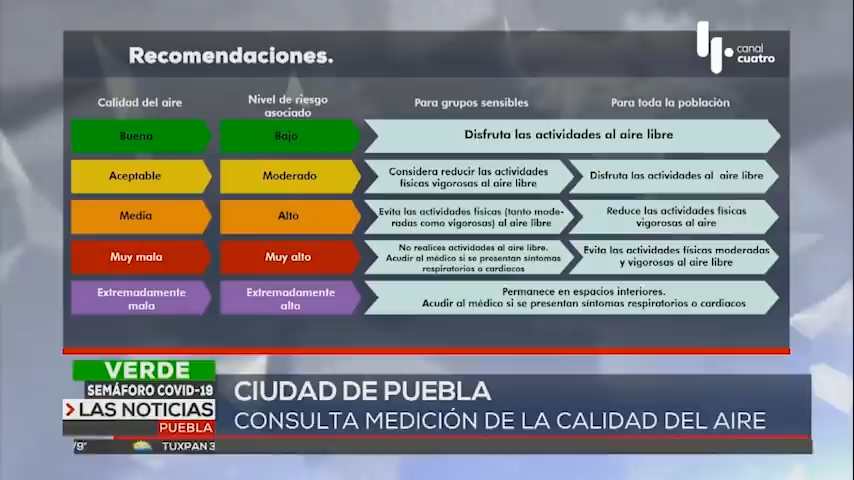 Recomendaciones.
canal
cuatro
Calidad del aire
Nivel de riesgo
asociado
Para grupos sensibles
Para toda la población
Buena
Bajo
Disfruta las actividades al aire libre
Aceptable
Moderado
Considera reducir las actividades
físicas vigorosas al aire libre
Disfruta las actividades al aire libre
Media
Alto
Evita las actividades físicas (tanto mode-
radas como vigorosas) al aire libre
Reduce las actividades físicas
vigorosas al aire
Muy mala
Muy alto
No realices actividades al aire libre.
Acudir al médico si se presentan síntomas
respiratorios o cardiacos
Evita las actividades físicas moderadas
y vigorosas al aire libre
Extremadamente
mala
Extremadamente
alto
Permanece en espacios interiores.
Acudir al médico si se presentan síntomas respiratorios o cardiacos
VERDE
SEMÁFORO COVID-19
LAS NOTICIAS
PUEBLA
CIUDAD DE PUEBLA
CONSULTA MEDICIÓN DE LA CALIDAD DEL AIRE
/9° TUXPAN 3